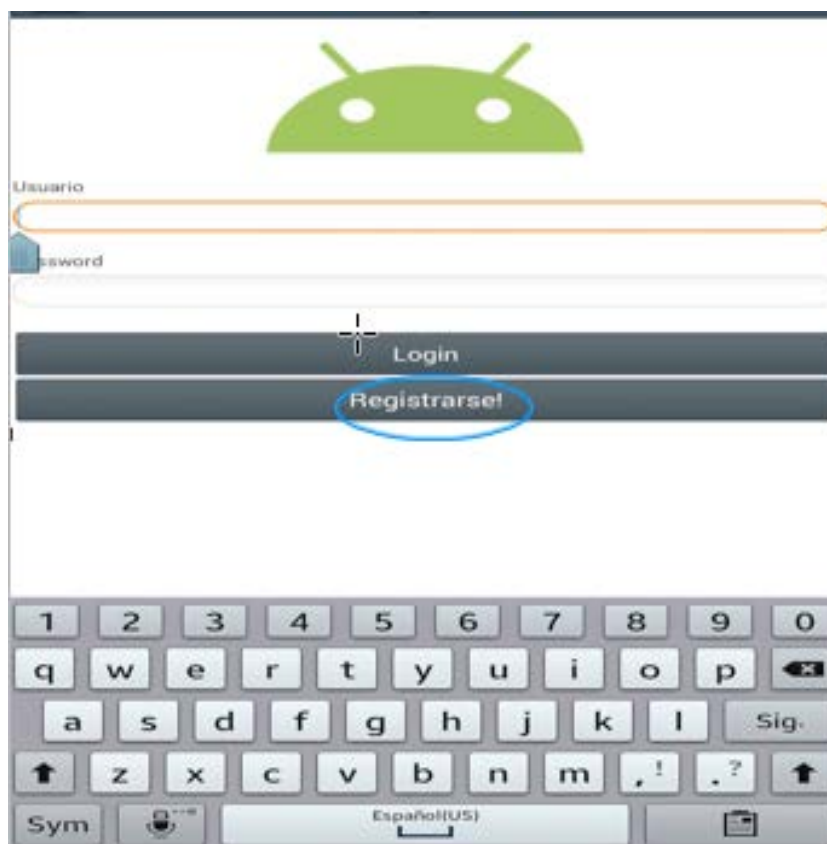 Usuario
ssword
Login
Registrarse!
1 2 3 4 5 6 7 8 9 0
q w e r t y u i o p
a s d f g h j k l Sig.
z x c v b n m , ! . ?
Sym Español(US)